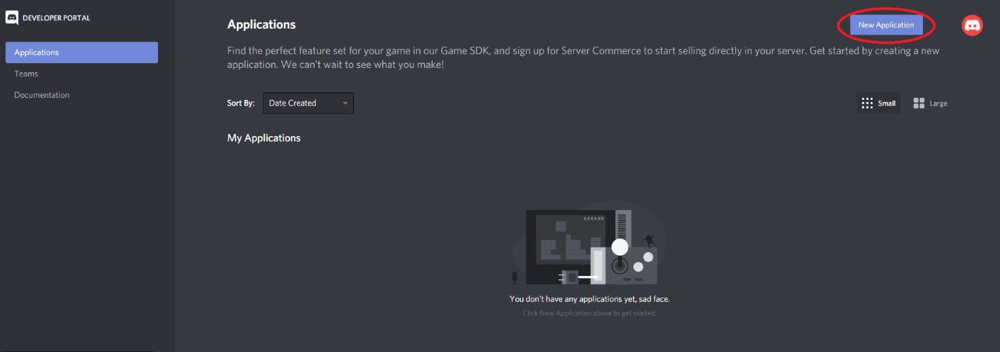 DEVELOPER PORTAL
Applications
Teams
Documentation
Applications
New Application
Find the perfect feature set for your game in our Game SDK, and sign up for Server Commerce to start selling directly in your server. Get started by creating a new
application. We can't wait to see what you make!
Sort By: Date Created
Small Large
My Applications
You don't have any applications yet, sad face.
Click New Application above to get started.